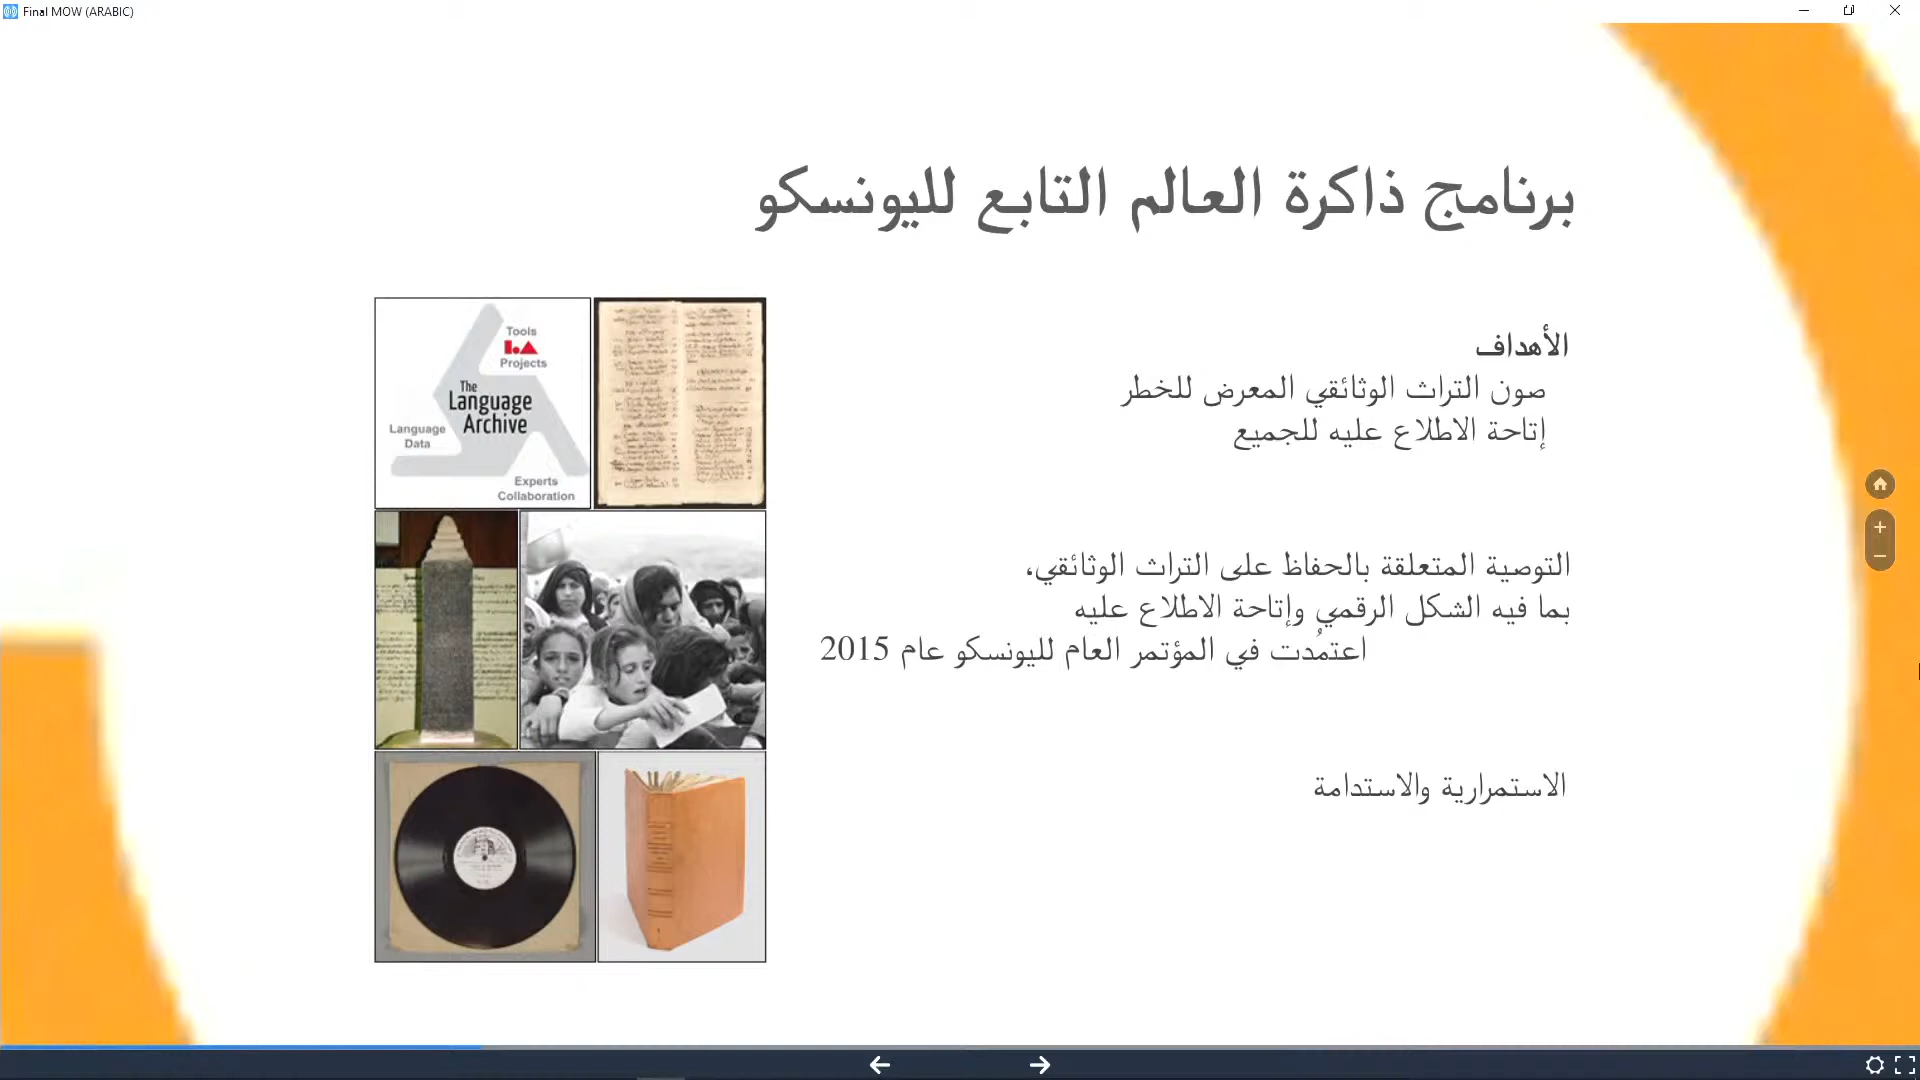 Final MOW (ARABIC)
برنامج ذاكرة العالم التابع لليونسكو
الأهداف
صون التراث الوثائقي المعرض للخطر
إتاحة الاطلاع عليه للجميع
التوصية المتعلقة بالحفاظ على التراث الوثائقي،
بما فيه الشكل الرقمي وإتاحة الاطلاع عليه
اعتمُدت في المؤتمر العام لليونسكو عام 2015
الاستمرارية والاستدامة
Tools
Projects
The
Language
Archive
Language
Data
Experts
Collaboration